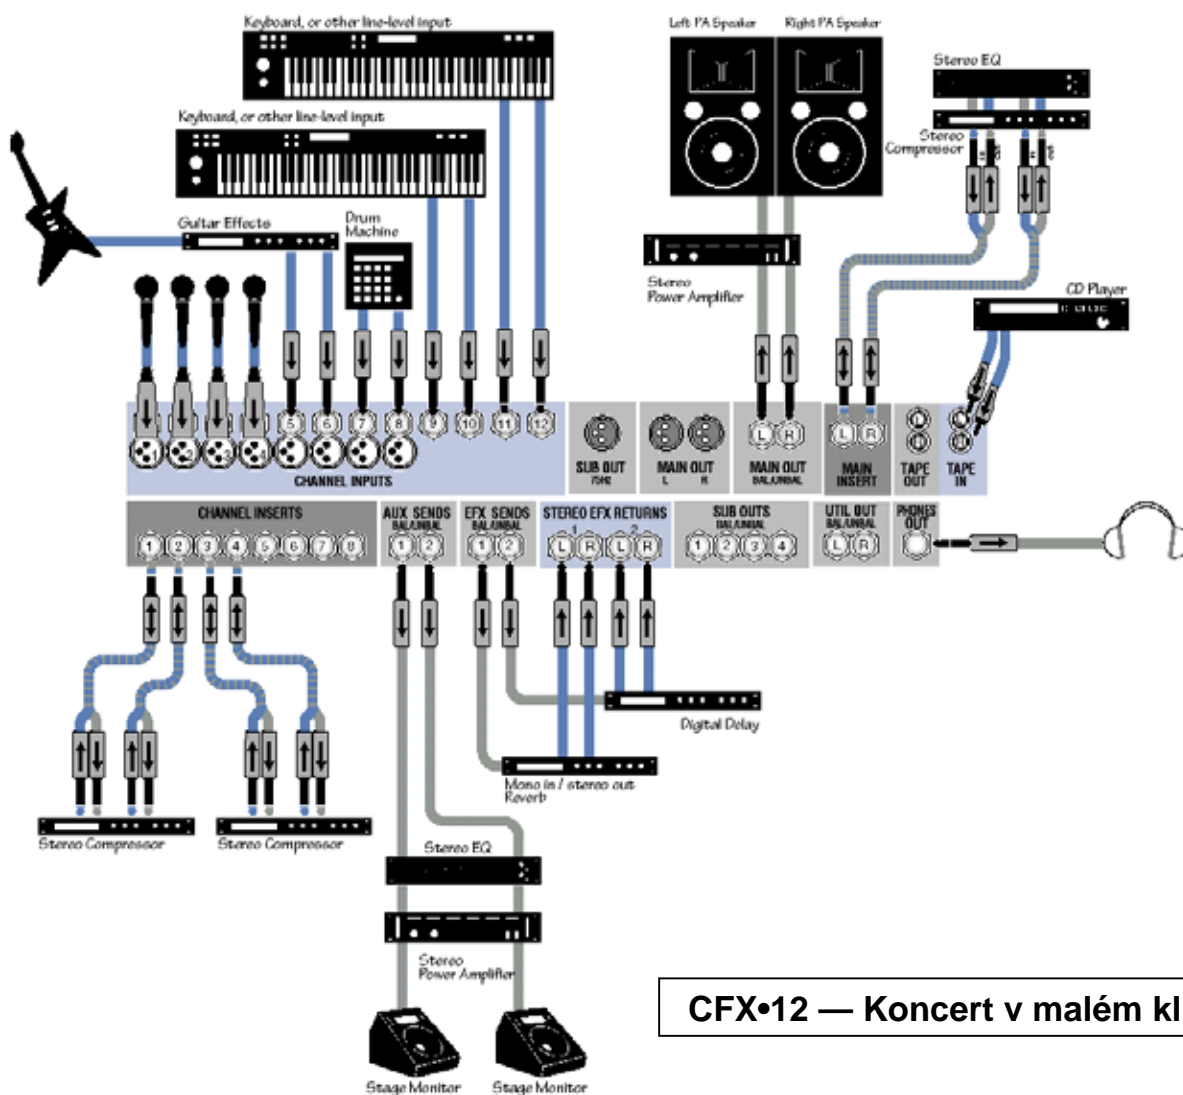 Keyboard, or other line-level input
Left PA Speaker
Right PA Speaker
Stereo EQ
Keyboard, or other line-level input
Stereo
Compressor
Guitar Effects
Drum
Machine
Stereo
Power Amplifier
CD Player
1 2 3 4 5 6 7 8 9 10 11 12
CHANNEL INPUTS
SUB OUT
75HZ
MAIN OUT
L R
L R
MAIN OUT
BAL/UNBAL
L R
MAIN
INSERT
TAPE
OUT
TAPE
IN
CHANNEL INSERTS
1 2 3 4 5 6 7 8
AUX SENDS
BAL/UNBAL
1 2
EFX SENDS
BAL/UNBAL
1 2
STEREO EFX RETURNS
1 2
L R L R
SUB OUTS
BAL/UNBAL
1 2 3 4
UTIL OUT
BAL/UNBAL
L R
PHONES
OUT
Digital Delay
Mono in / stereo out
Reverb
Stereo Compressor
Stereo Compressor
Stereo EQ
Stereo
Power Amplifier
Stage Monitor
Stage Monitor
CFX•12 — Koncert v malém kl